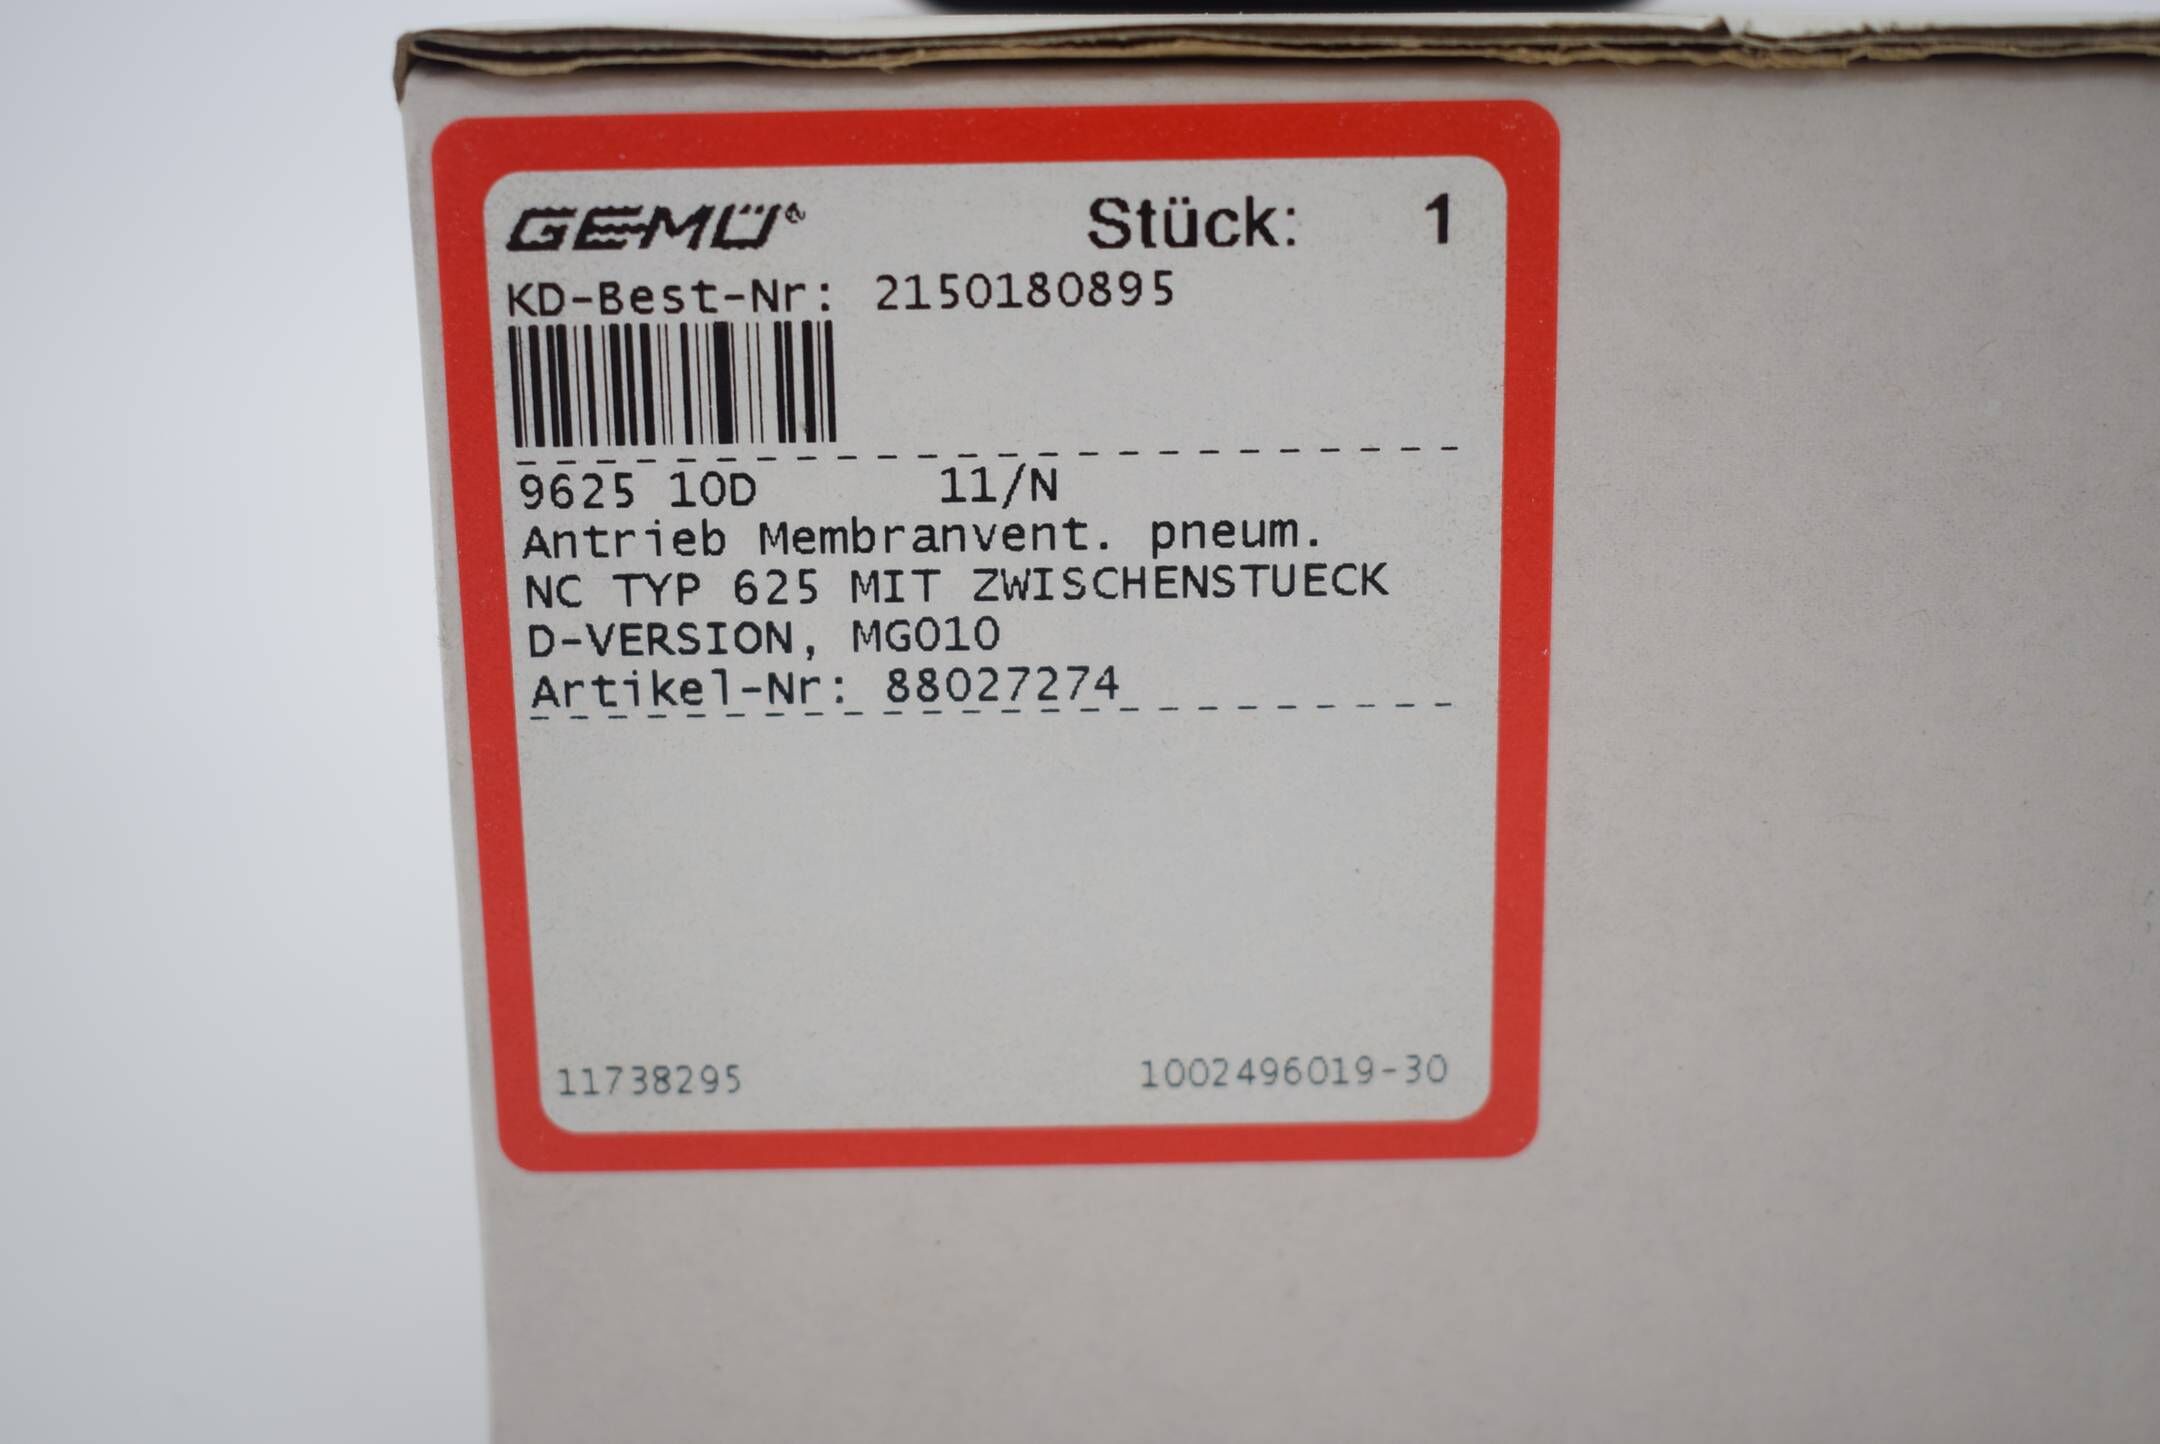 GEMÜ® Stück: 1
KD-Best-Nr: 2150180895
9625 10D 11/N
Antrieb Membranvent. pneum.
NC TYP 625 MIT ZWISCHENSTUECK
D-VERSION, MG010
Artikel-Nr: 88027274
11738295 1002496019-30